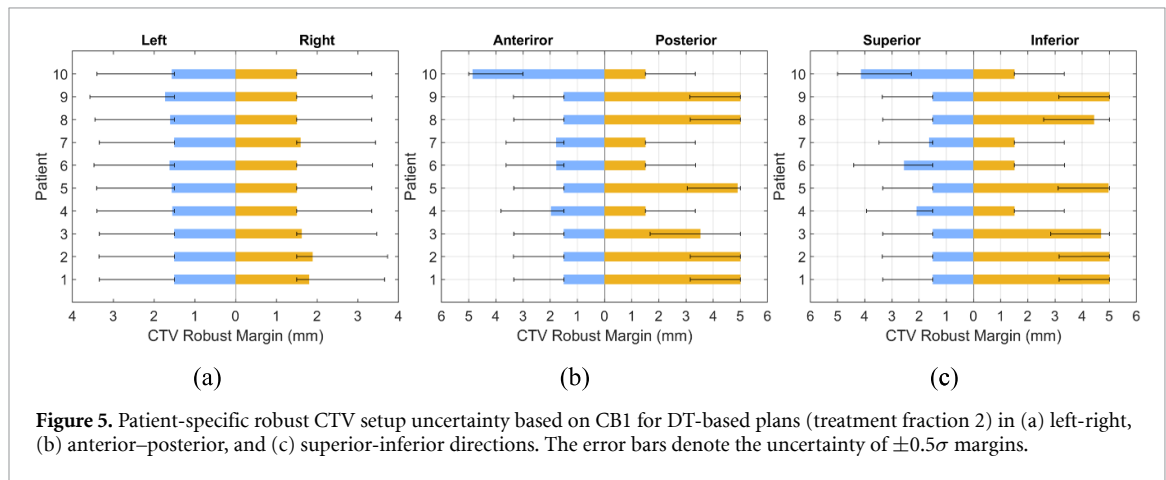 Left Right
10
9
8
7
6
5
4
3
2
1
Patient
4 3 2 1 0 1 2 3 4
CTV Robust Margin (mm)
(a)
Anteriror Posterior
10
9
8
7
6
5
4
3
2
1
Patient
6 5 4 3 2 1 0 1 2 3 4 5 6
CTV Robust Margin (mm)
(b)
Superior Inferior
10
9
8
7
6
5
4
3
2
1
Patient
6 5 4 3 2 1 0 1 2 3 4 5 6
CTV Robust Margin (mm)
(c)
Figure 5. Patient-specific robust CTV setup uncertainty based on CB1 for DT-based plans (treatment fraction 2) in (a) left-right,
(b) anterior–posterior, and (c) superior-inferior directions. The error bars denote the uncertainty of ±0.5σ margins.